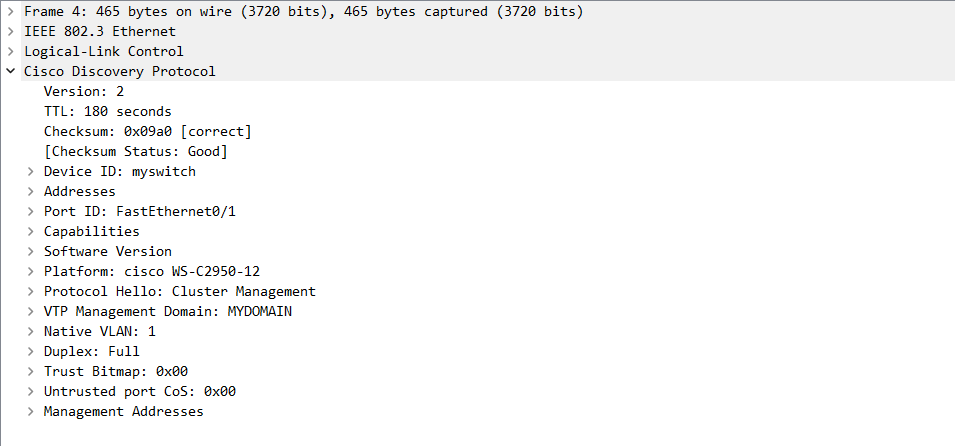 Frame 4: 465 bytes on wire (3720 bits), 465 bytes captured (3720 bits)
IEEE 802.3 Ethernet
Logical-Link Control
Cisco Discovery Protocol
Version: 2
TTL: 180 seconds
Checksum: 0x09a0 [correct]
[Checksum Status: Good]
Device ID: myswitch
Addresses
Port ID: FastEthernet0/1
Capabilities
Software Version
Platform: cisco WS-C2950-12
Protocol Hello: Cluster Management
VTP Management Domain: MYDOMAIN
Native VLAN: 1
Duplex: Full
Trust Bitmap: 0x00
Untrusted port CoS: 0x00
Management Addresses